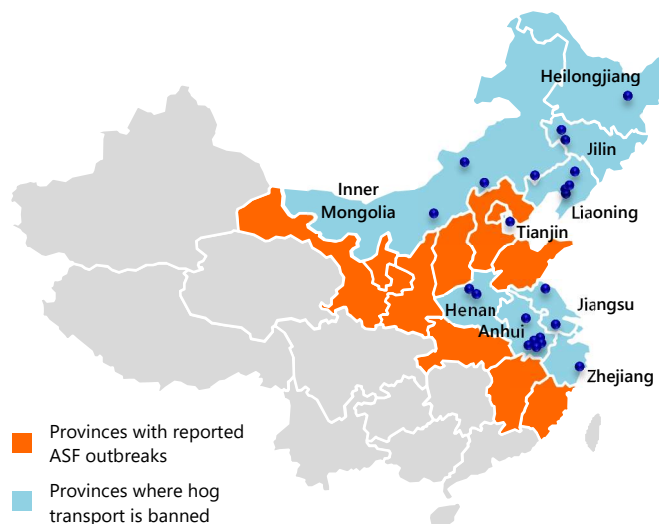 Heilongjiang
Jilin
Inner
Mongolia
Liaoning
Tianjin
Jiangsu
Henan
Anhui
Zhejiang
Provinces with reported
ASF outbreaks
Provinces where hog
transport is banned